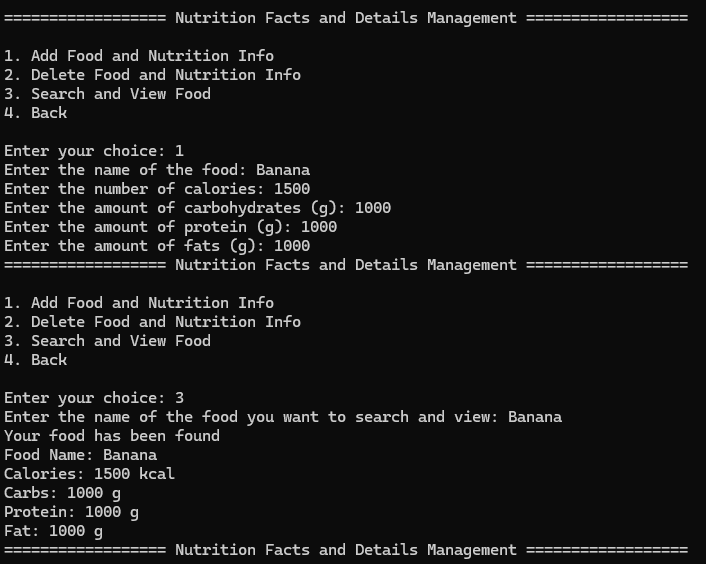 ================== Nutrition Facts and Details Management ==================
1. Add Food and Nutrition Info
2. Delete Food and Nutrition Info
3. Search and View Food
4. Back
Enter your choice: 1
Enter the name of the food: Banana
Enter the number of calories: 1500
Enter the amount of carbohydrates (g): 1000
Enter the amount of protein (g): 1000
Enter the amount of fats (g): 1000
================== Nutrition Facts and Details Management ==================
1. Add Food and Nutrition Info
2. Delete Food and Nutrition Info
3. Search and View Food
4. Back
Enter your choice: 3
Enter the name of the food you want to search and view: Banana
Your food has been found
Food Name: Banana
Calories: 1500 kcal
Carbs: 1000 g
Protein: 1000 g
Fat: 1000 g
================== Nutrition Facts and Details Management ==================